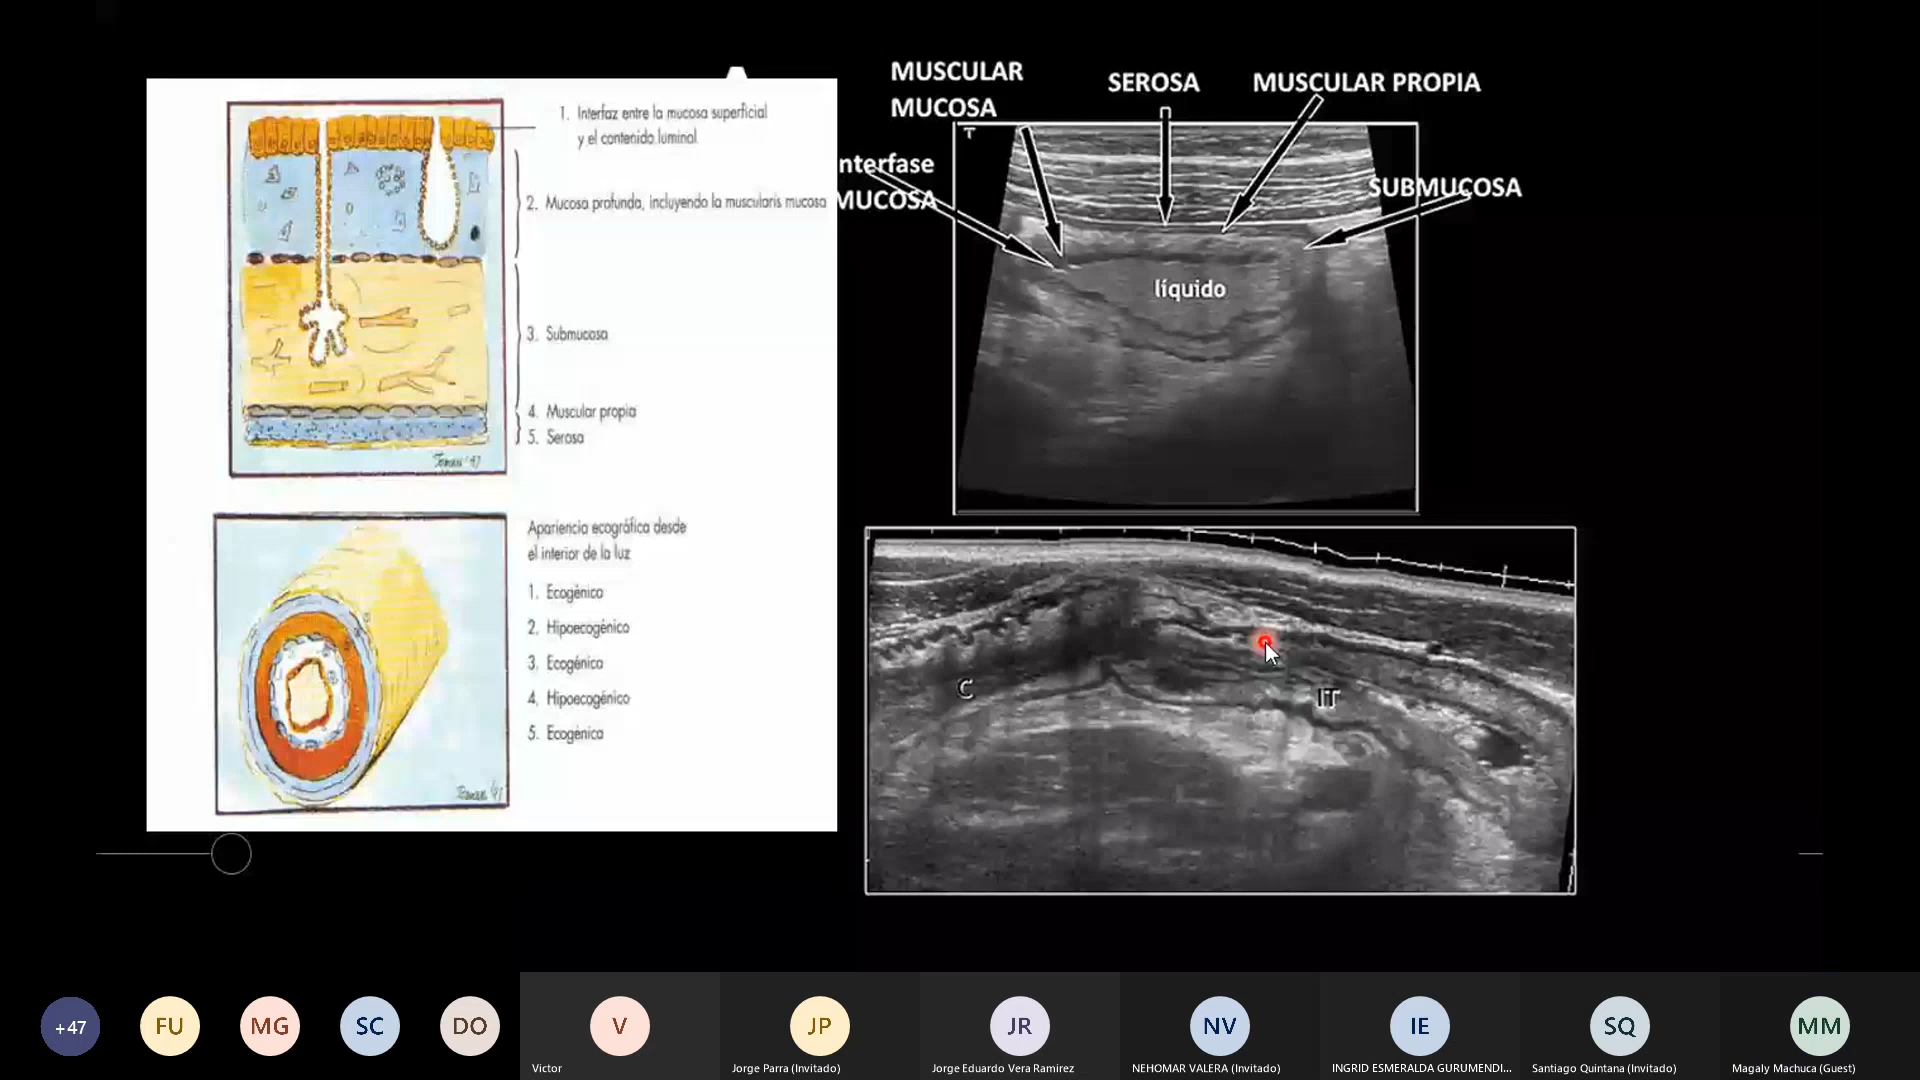 1. Interfaz entre la mucosa superficial
y el contenido luminal
2. Mucosa profunda, incluyendo la muscularis mucosa
3. Submucosa
4. Muscular propia
5. Serosa
Apariencia ecográfica desde
el interior de la luz
1. Ecogénica
2. Hipoecogénico
3. Ecogénica
4. Hipoecogénico
5. Ecogénica
MUSCULAR
MUCOSA
SEROSA
MUSCULAR PROPIA
nterfase
MUCOSA
SUBMUCOSA
líquido
C
IT
+47
FU
MG
SC
DO
V
JP
JR
NV
IE
SQ
MM
Victor
Jorge Parra (Invitado)
Jorge Eduardo Vera Ramirez
NEHOMAR VALERA (Invitado)
INGRID ESMERALDA GURUMENDI...
Santiago Quintana (Invitado)
Magaly Machuca (Guest)